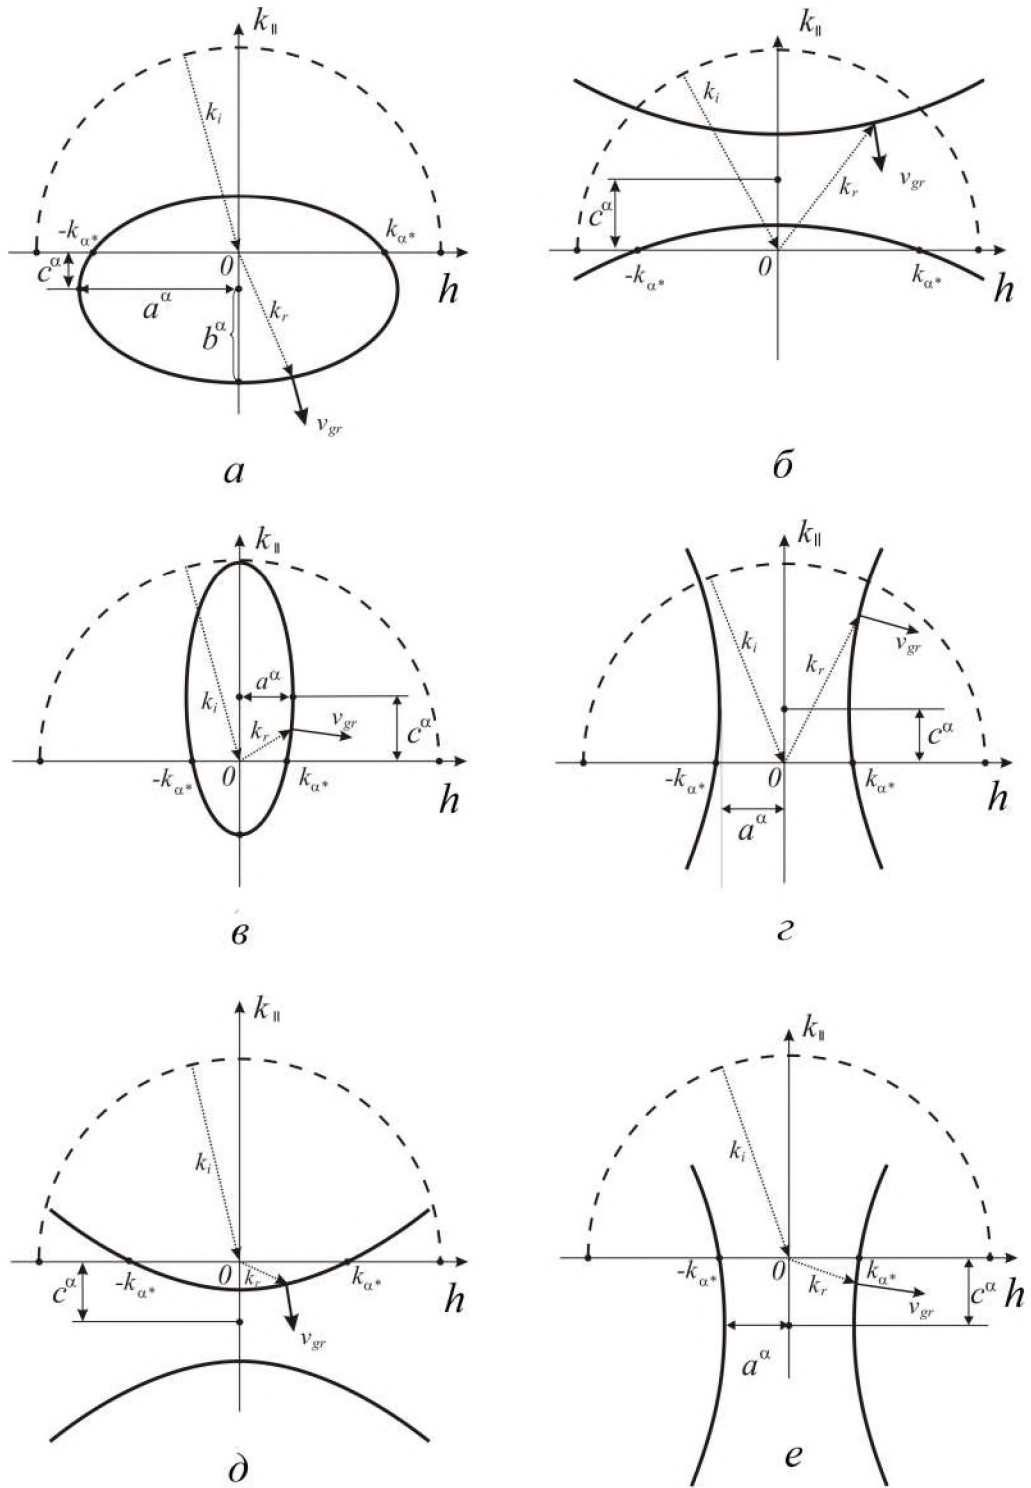 k∥
k∥
k_i
k_i
-k_α*
k_α*
v_gr
c^α
k_r
c^α
0
h
a^α
k_r
-k_α*
0
k_α*
h
b^α
v_gr
а
б
k∥
k∥
a^α
k_i
v_gr
k_i
k_r
v_gr
k_r
c^α
c^α
-k_α*
0
k_α*
h
-k_α*
0
k_α*
h
a^α
в
г
k∥
k∥
k_i
k_i
-k_α*
0
k_r
k_α*
h
-k_α*
0
k_r
k_α*
c^α
v_gr
v_gr
c^α
h
a^α
д
е